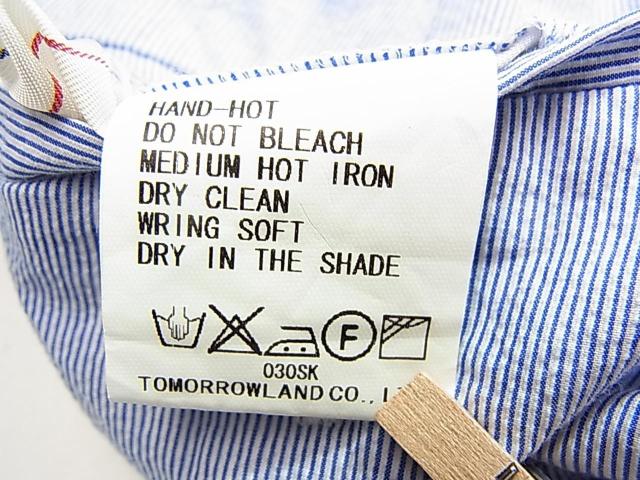 HAND-HOT
DO NOT BLEACH
MEDIUM HOT IRON
DRY CLEAN
WRING SOFT
DRY IN THE SHADE
F
030SK
TOMORROWLAND CO.,